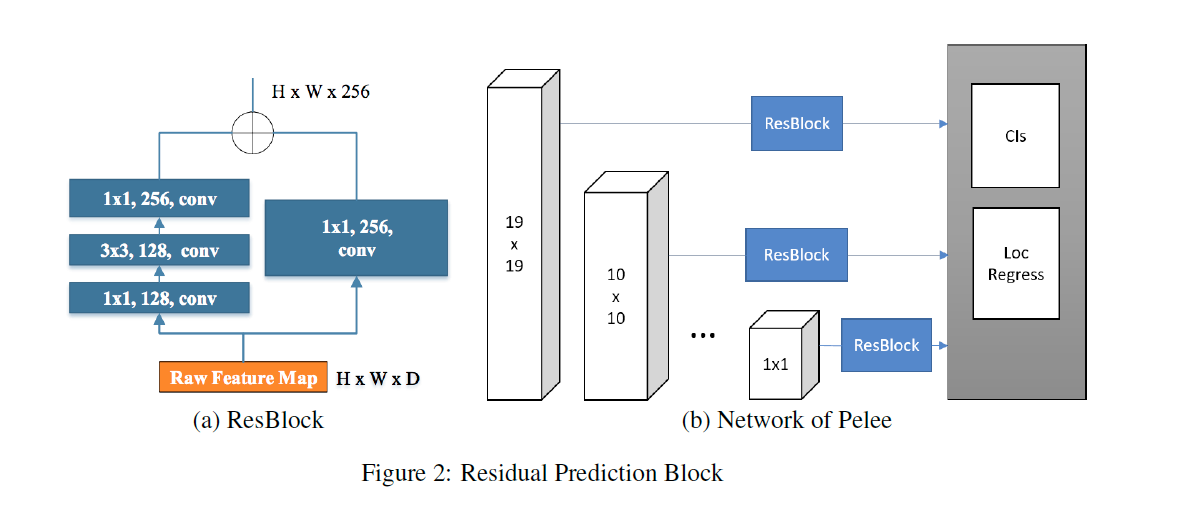 H x W x 256
1x1, 256, conv
3x3, 128, conv
1x1, 128, conv
1x1, 256,
conv
Raw Feature Map
H x W x D
(a) ResBlock
19
x
19
10
x
10
...
1x1
ResBlock
ResBlock
ResBlock
Cls
Loc
Regress
(b) Network of Pelee
Figure 2: Residual Prediction Block